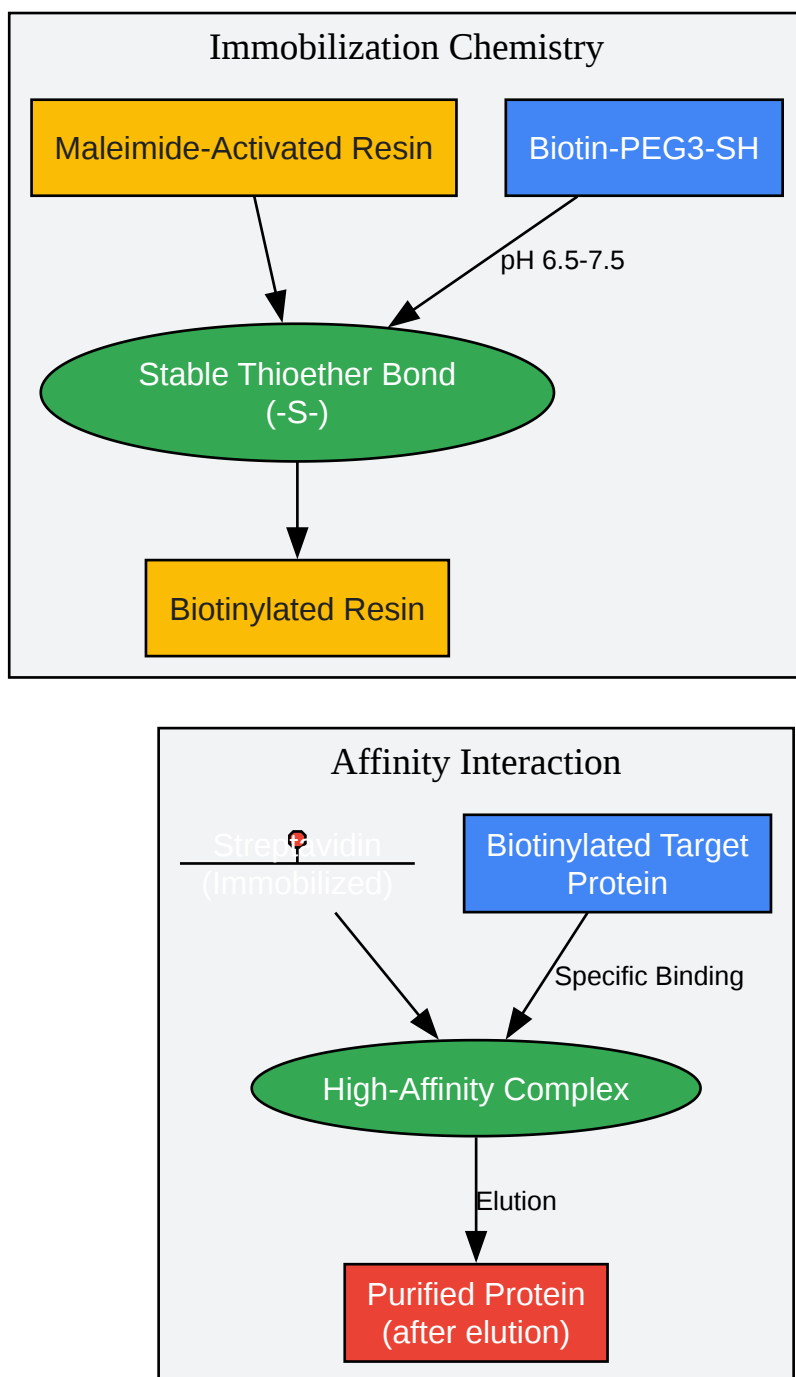 Immobilization Chemistry
Maleimide-Activated Resin
Biotin-PEG3-SH
pH 6.5-7.5
Stable Thioether Bond
(-S-)
Biotinylated Resin
Affinity Interaction
Streptavidin
(Immobilized)
Biotinylated Target
Protein
Specific Binding
High-Affinity Complex
Elution
Purified Protein
(after elution)